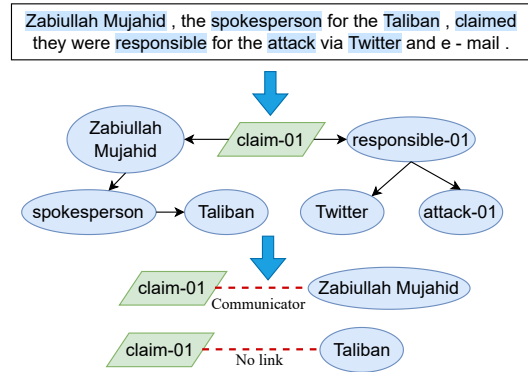 Zabiullah Mujahid , the spokesperson for the Taliban , claimed
they were responsible for the attack via Twitter and e - mail .
Zabiullah
Mujahid
claim-01
responsible-01
spokesperson
Taliban
Twitter
attack-01
claim-01
Communicator
Zabiullah Mujahid
claim-01
No link
Taliban